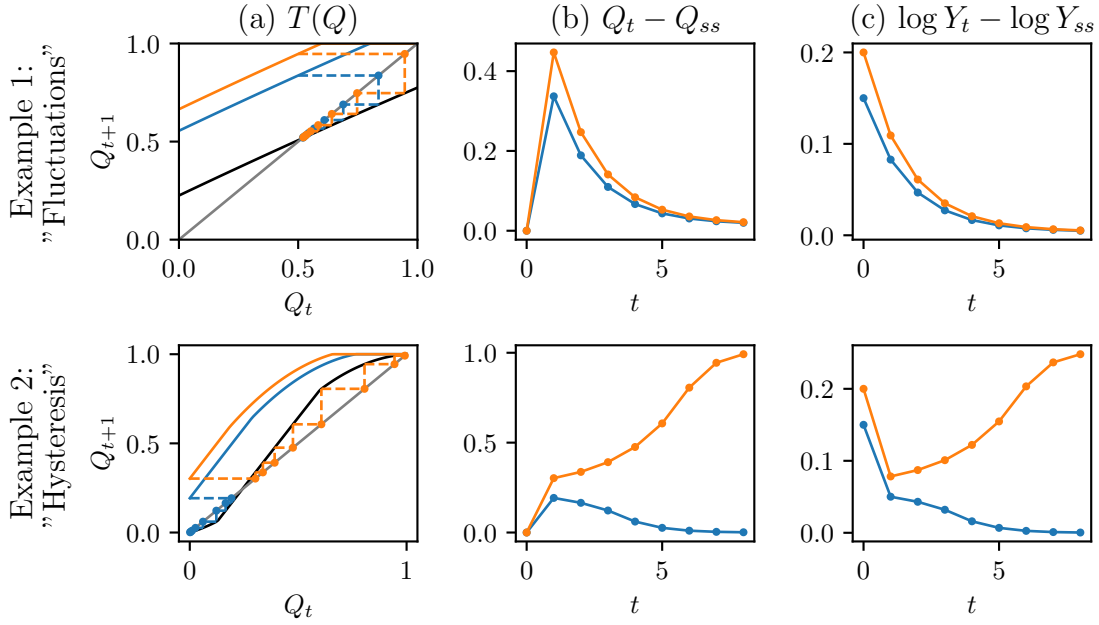 (a) T(Q)
(b) Q_t − Q_ss
(c) log Y_t − log Y_ss
Example 1:
"Fluctuations"
Q_{t+1}
1.0
0.5
0.0
0.0
0.5
1.0
Q_t
0.4
0.2
0.0
0
5
t
0.2
0.1
0.0
0
5
t
Example 2:
"Hysteresis"
Q_{t+1}
1.0
0.5
0.0
0
1
Q_t
1.0
0.5
0.0
0
5
t
0.2
0.1
0.0
0
5
t